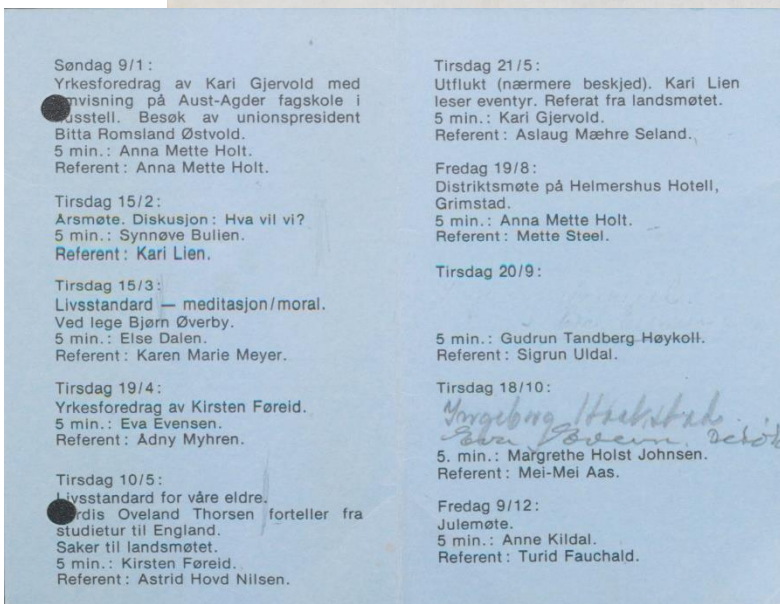 Søndag 9/1:
Yrkesforedrag av Kari Gjervold med
omvisning på Aust-Agder fagskole i
husstell. Besøk av unionspresident
Bitta Romsland Østvold.
5 min.: Anna Mette Holt.
Referent: Anna Mette Holt.
Tirsdag 15/2:
Arsmøte. Diskusjon: Hva vil vi?
5 min.: Synnøve Bulien.
Referent: Kari Lien.
Tirsdag 15/3:
Livsstandard — meditasjon/moral.
Ved lege Bjørn Øverby.
5 min.: Else Dalen.
Referent: Karen Marie Meyer.
Tirsdag 19/4:
Yrkesforedrag av Kirsten Føreid.
5 min.: Eva Evensen.
Referent: Adny Myhren.
Tirsdag 10/5:
Livsstandard for våre eldre.
Oveland Thorsen forteller fra
studietur til England.
Saker til landsmøtet.
5 min.: Kirsten Føreid.
Referent: Astrid Hovd Nilsen.
Tirsdag 21/5:
Utflukt (nærmere beskjed). Kari Lien
leser eventyr. Referat fra landsmøtet.
5 min.: Kari Gjervold.
Referent: Aslaug Mæhre Seland.
Fredag 19/8:
Distriktsmøte på Helmershus Hotell,
Grimstad.
5 min.: Anna Mette Holt.
Referent: Mette Steel.
Tirsdag 20/9:
5 min.: Gudrun Tandberg Høykoll.
Referent: Sigrun Uldal.
Tirsdag 18/10:
Ingeborg
Eva
5. min.: Margrethe Holst Johnsen.
Referent: Mei-Mei Aas.
Fredag 9/12:
Julemøte.
5 min.: Anne Kildal.
Referent: Turid Fauchald.